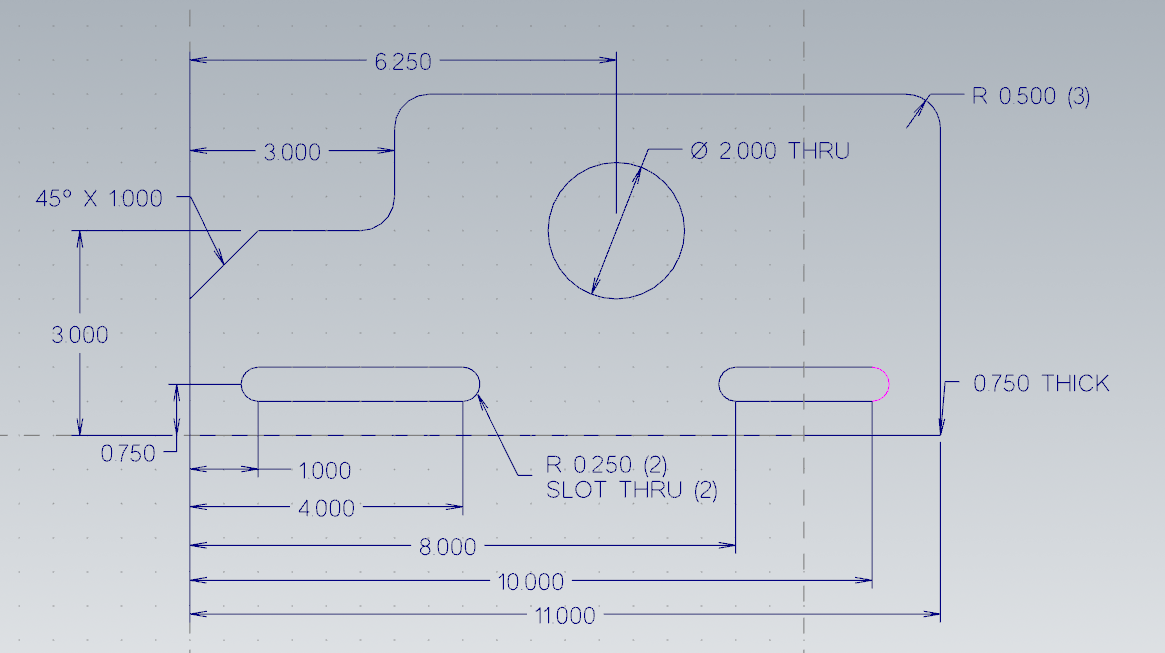 6.250
R 0.500 (3)
3.000
Ø 2.000 THRU
45° X 1.000
3.000
0.750 THICK
0.750
1.000
R 0.250 (2)
SLOT THRU (2)
4.000
8.000
10.000
11.000